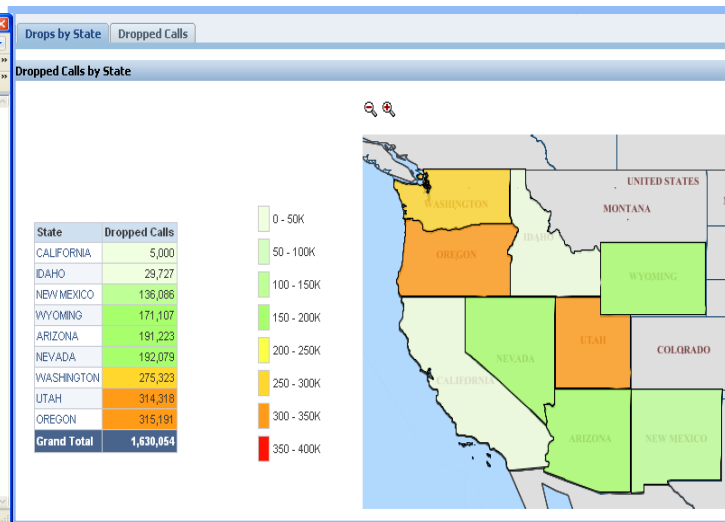 Drops by State
Dropped Calls
Dropped Calls by State
State Dropped Calls
CALIFORNIA 5,000
IDAHO 29,727
NEW MEXICO 136,086
WYOMING 171,107
ARIZONA 191,223
NEVADA 192,079
WASHINGTON 275,323
UTAH 314,318
OREGON 315,191
Grand Total 1,630,054
0 - 50K
50 - 100K
100 - 150K
150 - 200K
200 - 250K
250 - 300K
300 - 350K
350 - 400K
UNITED STATES
WASHINGTON
MONTANA
IDAHO
OREGON
WYOMING
UTAH
COLORADO
NEVADA
CALIFORNIA
ARIZONA
NEW MEXICO